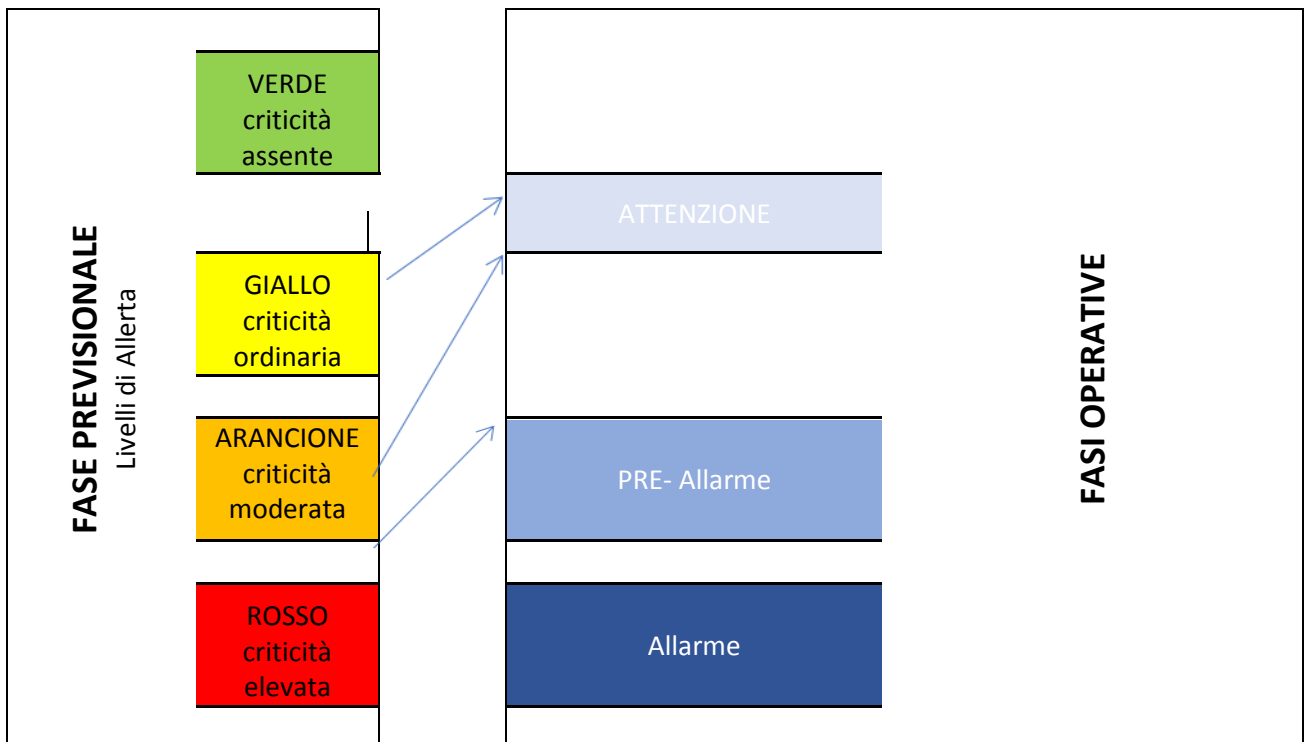 FASE PREVISIONALE
Livelli di Allerta
VERDE
criticità
assente
GIALLO
criticità
ordinaria
ARANCIONE
criticità
moderata
ROSSO
criticità
elevata
ATTENZIONE
PRE- Allarme
Allarme
FASI OPERATIVE